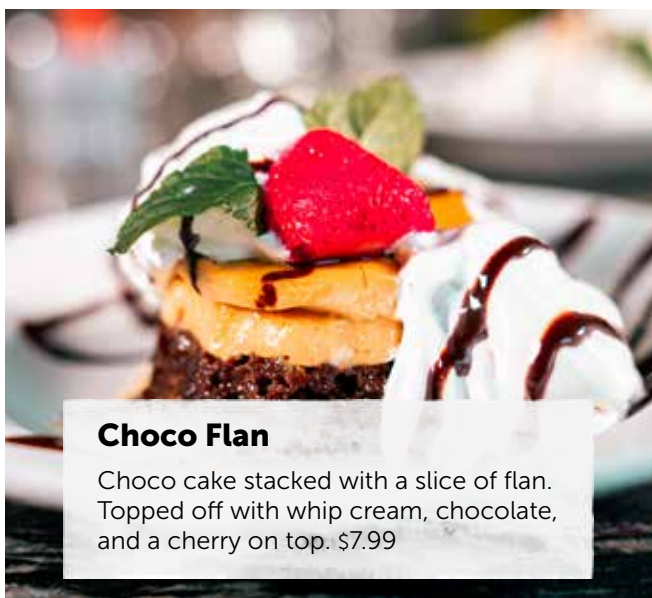 Choco Flan
Choco cake stacked with a slice of flan.
Topped off with whip cream, chocolate,
and a cherry on top. $7.99